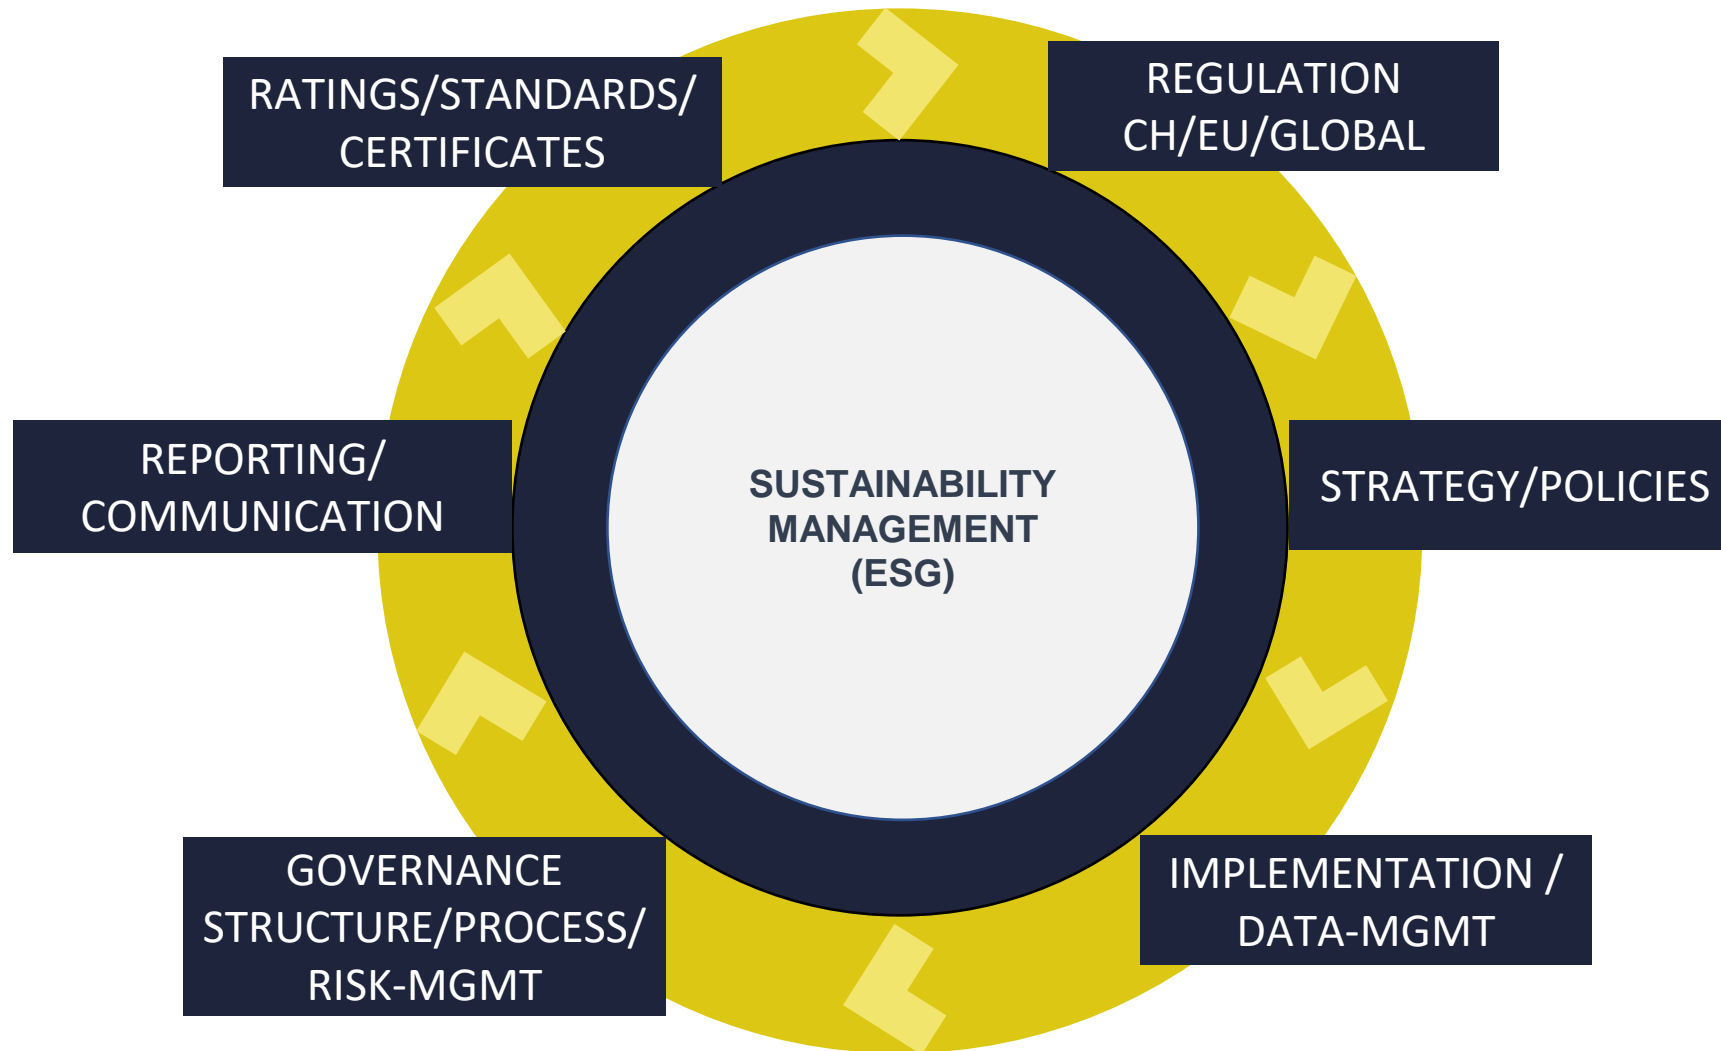 RATINGS/STANDARDS/
CERTIFICATES
REGULATION
CH/EU/GLOBAL
REPORTING/
COMMUNICATION
SUSTAINABILITY
MANAGEMENT
(ESG)
STRATEGY/POLICIES
GOVERNANCE
STRUCTURE/PROCESS/
RISK-MGMT
IMPLEMENTATION /
DATA-MGMT